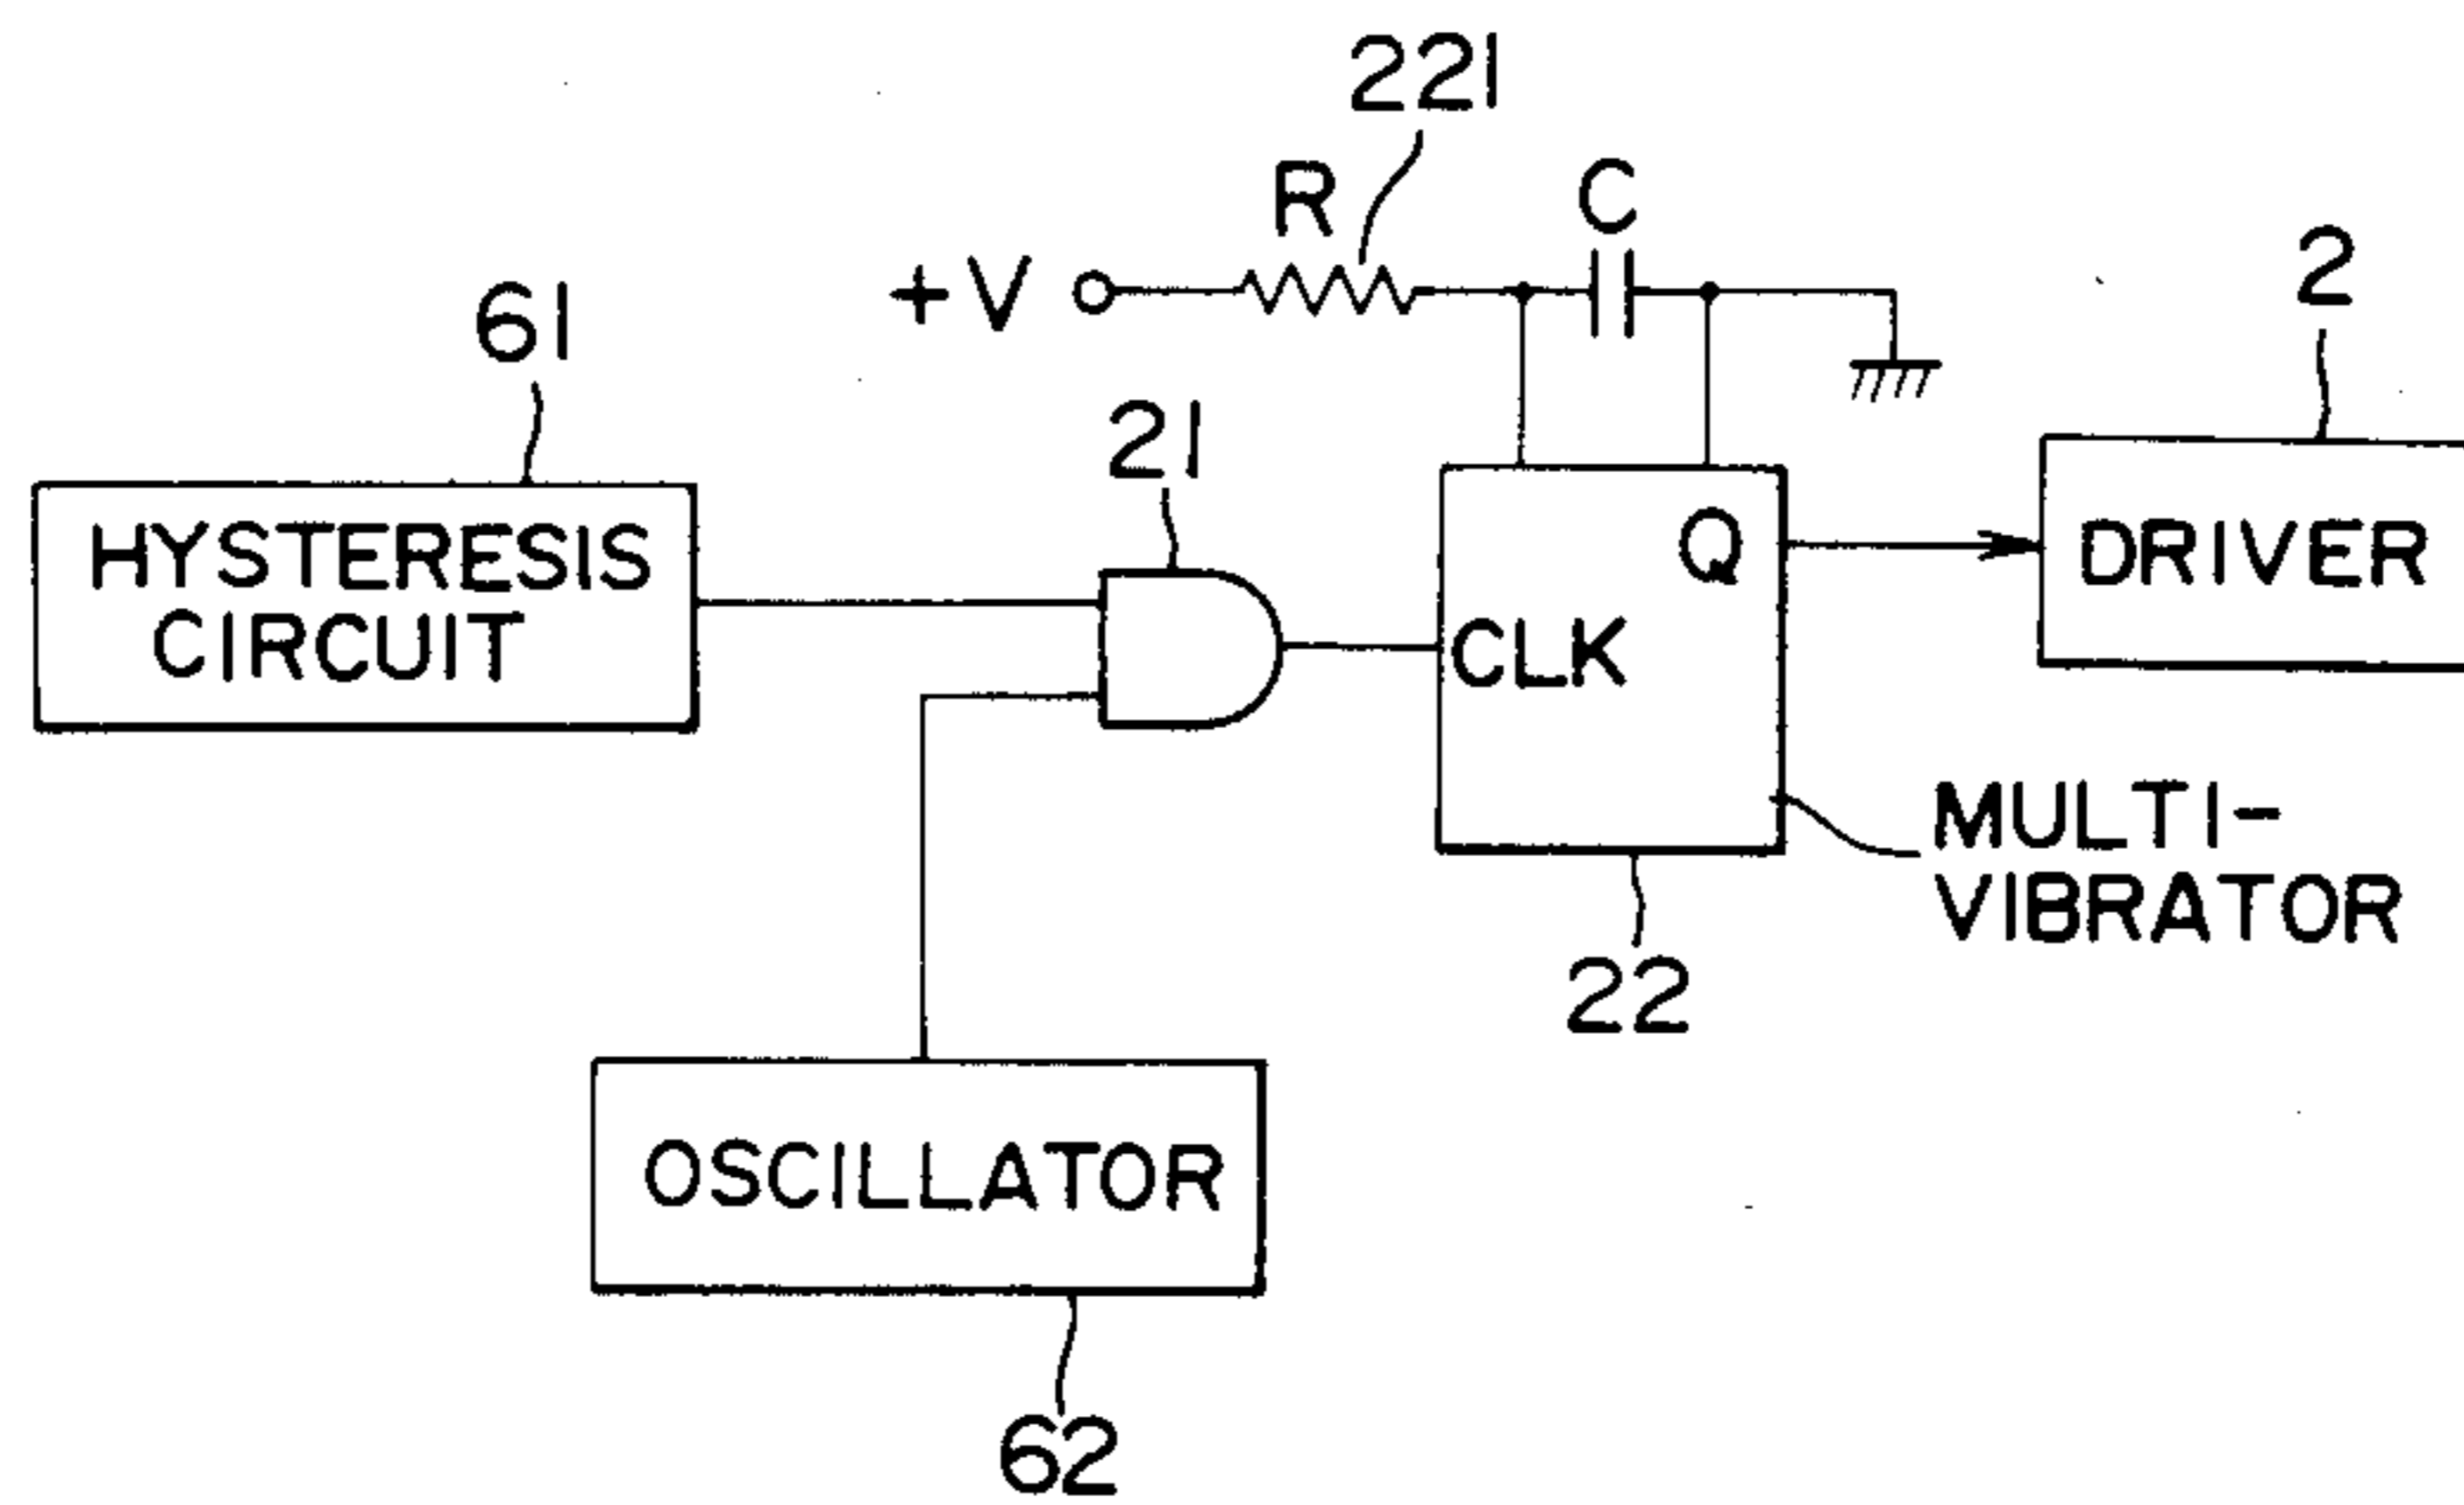 221
R
C
+V
2
61
21
HYSTERESIS
CIRCUIT
Q
DRIVER
CLK
MULTI-
VIBRATOR
22
OSCILLATOR
62